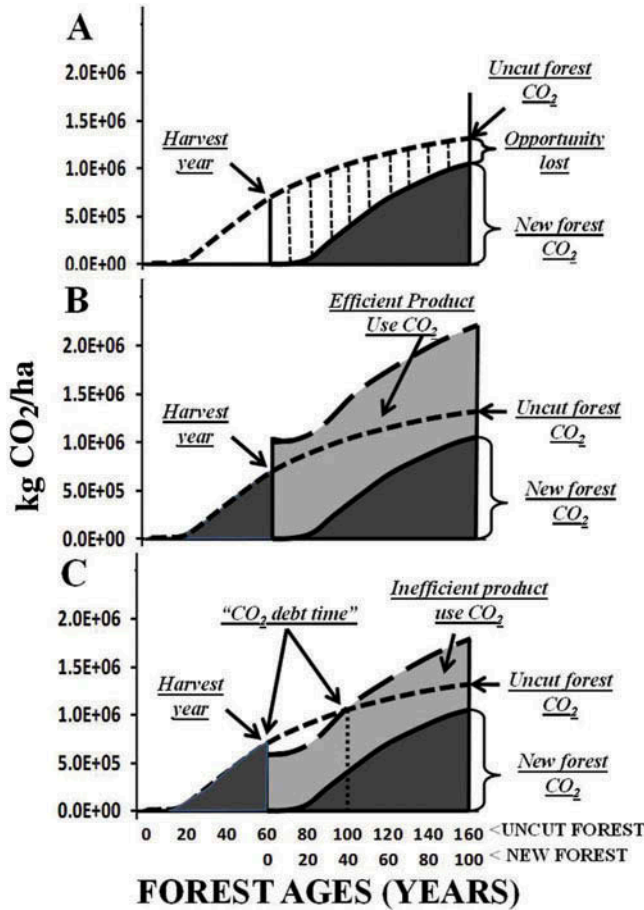 A
2.0E+06
1.5E+06
1.0E+06
5.0E+05
0.0E+00
Harvest
year
Uncut forest
CO2
Opportunity
lost
New forest
CO2
B
2.0E+06
1.5E+06
1.0E+06
5.0E+05
0.0E+00
Efficient Product
Use CO2
Harvest
year
Uncut forest
CO2
New forest
CO2
kg CO2/ha
C
2.0E+06
1.5E+06
1.0E+06
5.0E+05
0.0E+00
“CO2 debt time”
Inefficient product
use CO2
Harvest
year
Uncut forest
CO2
New forest
CO2
0 20 40 60 80 100 120 140 160 <UNCUT FOREST
0 20 40 60 80 100 < NEW FOREST
FOREST AGES (YEARS)